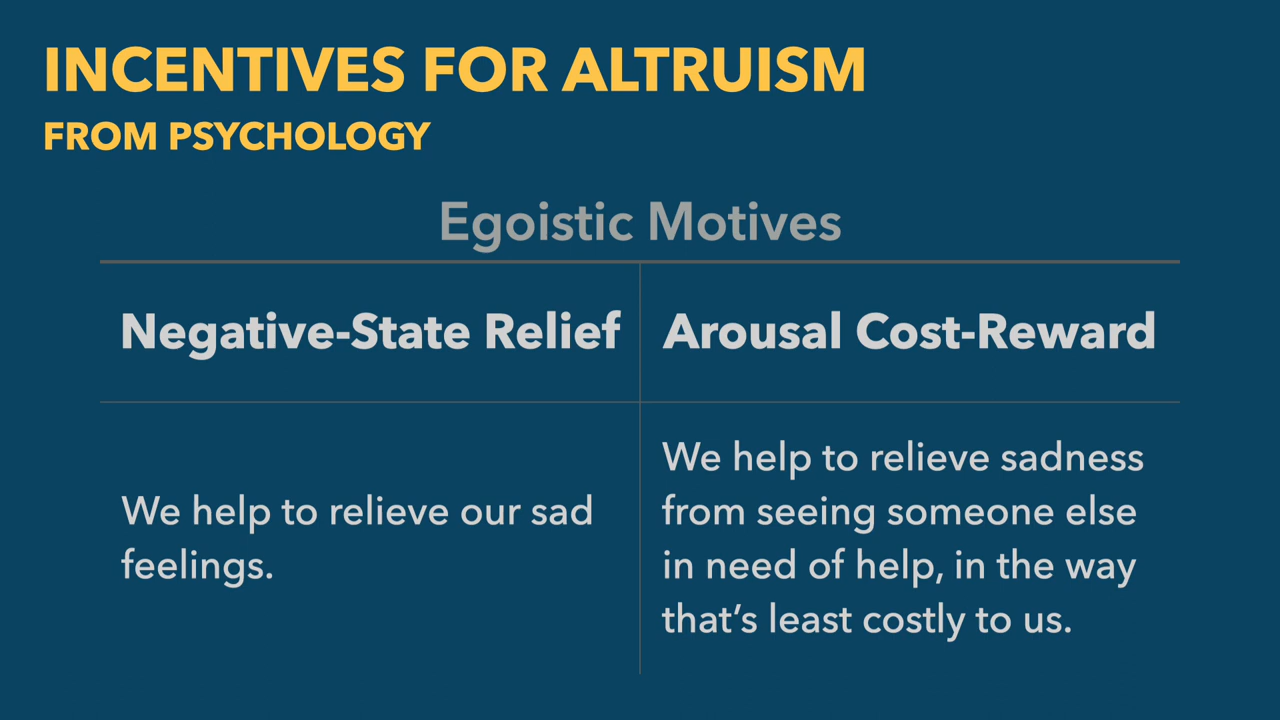 INCENTIVES FOR ALTRUISM
FROM PSYCHOLOGY
Egoistic Motives
Negative-State Relief
Arousal Cost-Reward
We help to relieve our sad
feelings.
We help to relieve sadness
from seeing someone else
in need of help, in the way
that’s least costly to us.